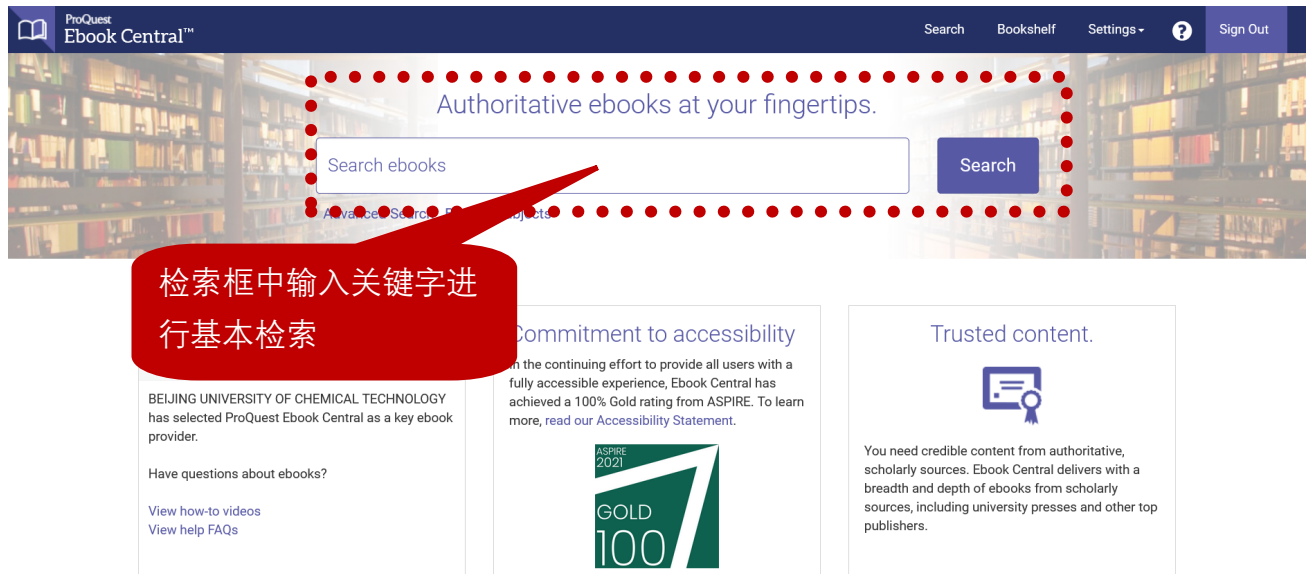 ProQuest
Ebook Central™
Search
Bookshelf
Settings
?
Sign Out
Authoritative ebooks at your fingertips.
Search ebooks
Search
Advanced Search
检索框中输入关键字进
行基本检索
BEIJING UNIVERSITY OF CHEMICAL TECHNOLOGY
has selected ProQuest Ebook Central as a key ebook
provider.
Have questions about ebooks?
View how-to videos
View help FAQs
Commitment to accessibility
In the continuing effort to provide all users with a
fully accessible experience, Ebook Central has
achieved a 100% Gold rating from ASPIRE. To learn
more, read our Accessibility Statement.
ASPIRE
2021
GOLD
100
Trusted content.
You need credible content from authoritative,
scholarly sources. Ebook Central delivers with a
breadth and depth of ebooks from scholarly
sources, including university presses and other top
publishers.